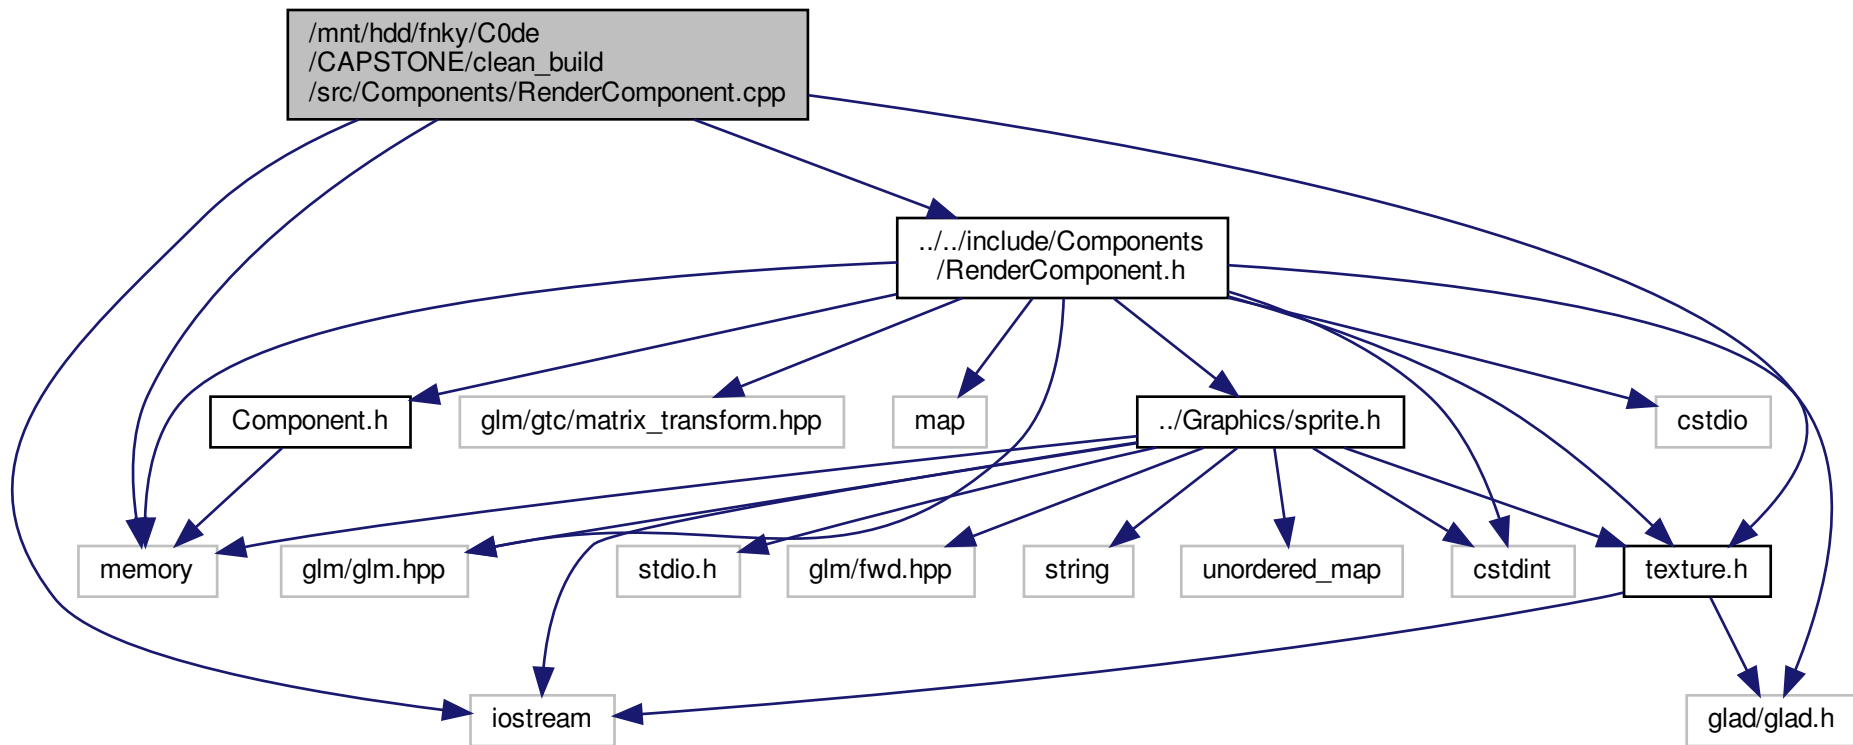 /mnt/hdd/fnky/C0de
/CAPSTONE/clean_build
/src/Components/RenderComponent.cpp
../../include/Components
/RenderComponent.h
Component.h
glm/gtc/matrix_transform.hpp
map
../Graphics/sprite.h
cstdio
memory
glm/glm.hpp
stdio.h
glm/fwd.hpp
string
unordered_map
cstdint
texture.h
iostream
glad/glad.h